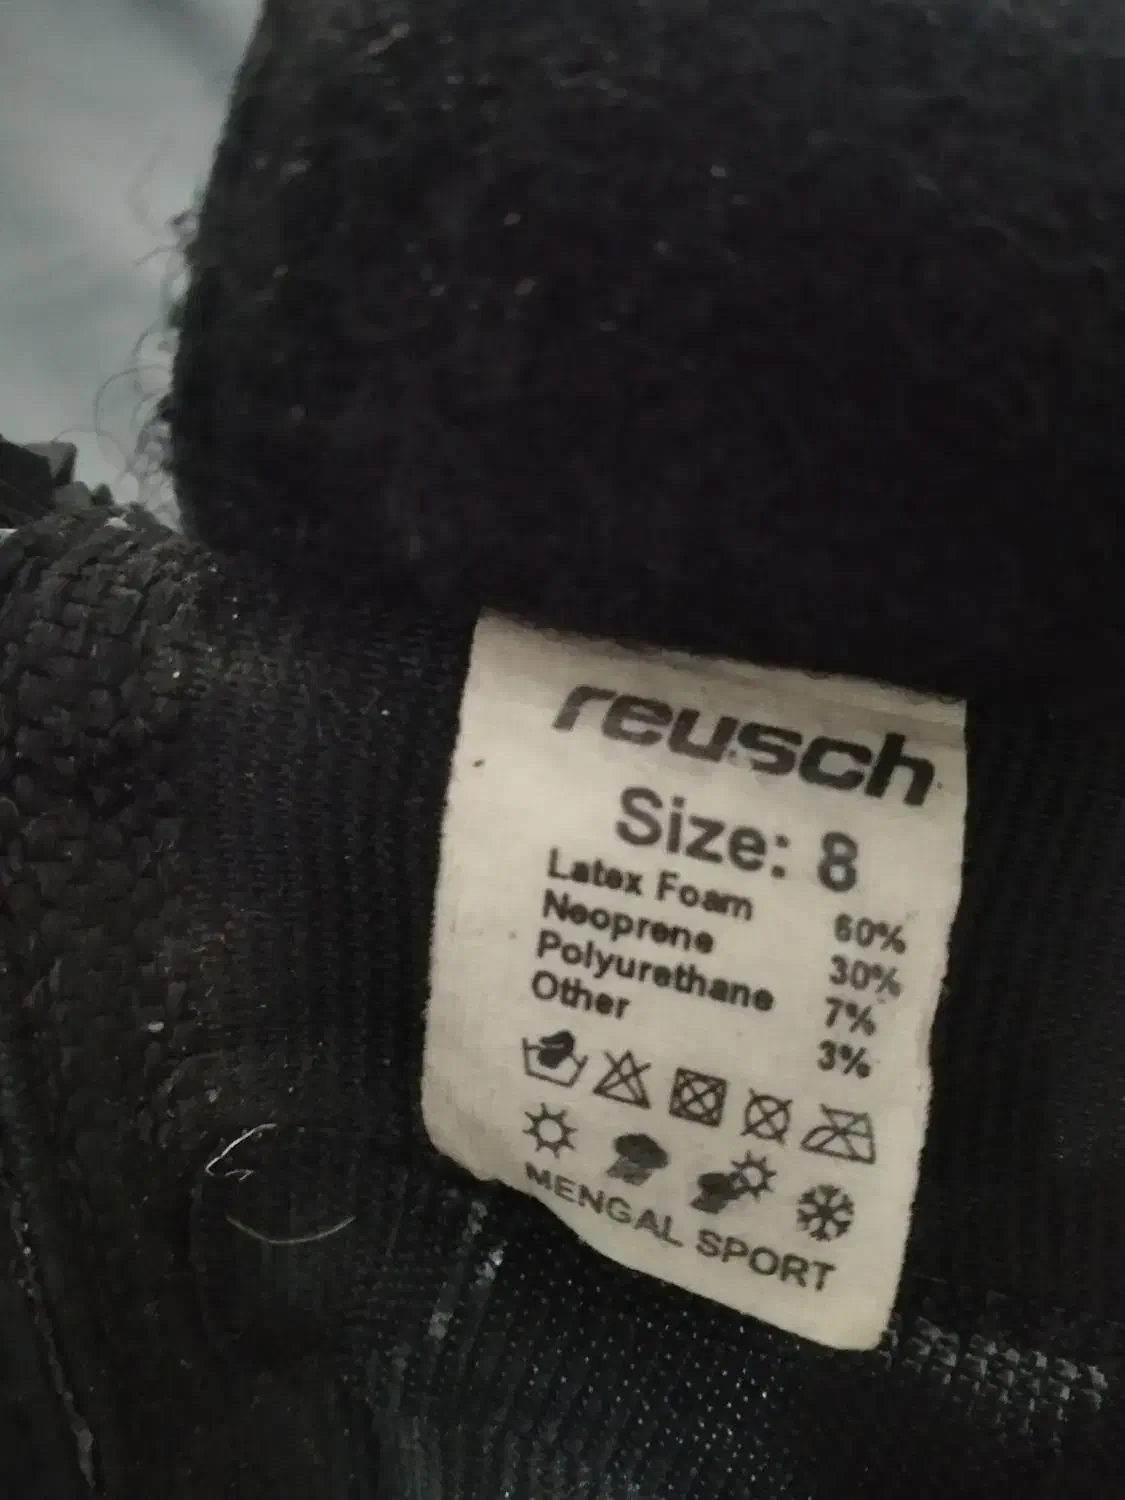 reusch
Size: 8
Latex Foam 60%
Neoprene 30%
Polyurethane 7%
Other 3%
MENGAL SPORT